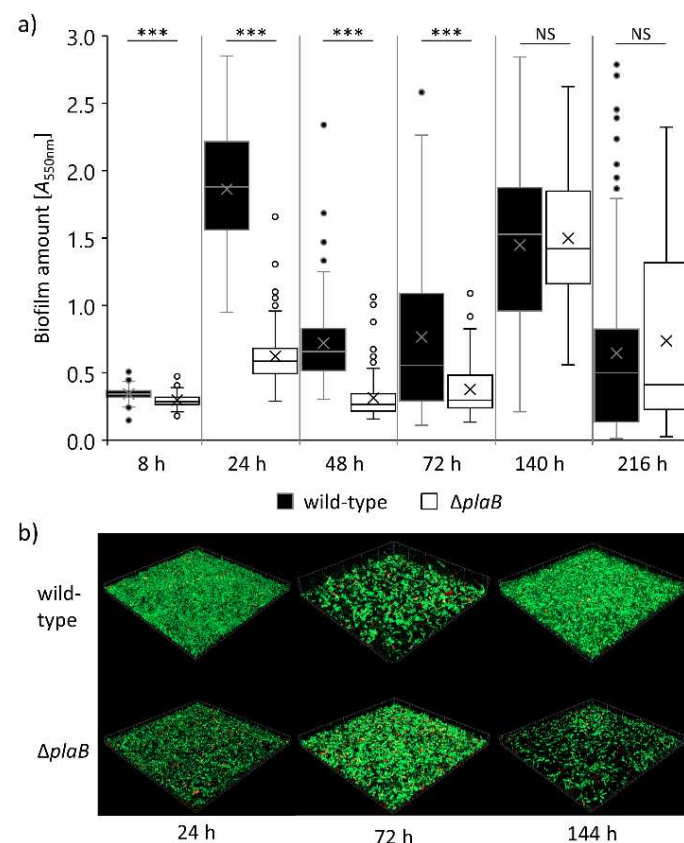 a)
*** *** *** *** NS NS
3.0
2.5
2.0
1.5
1.0
0.5
0.0
Biofilm amount [A550nm]
8 h 24 h 48 h 72 h 140 h 216 h
wild-type ΔplaB
b)
wild-
type
ΔplaB
24 h 72 h 144 h